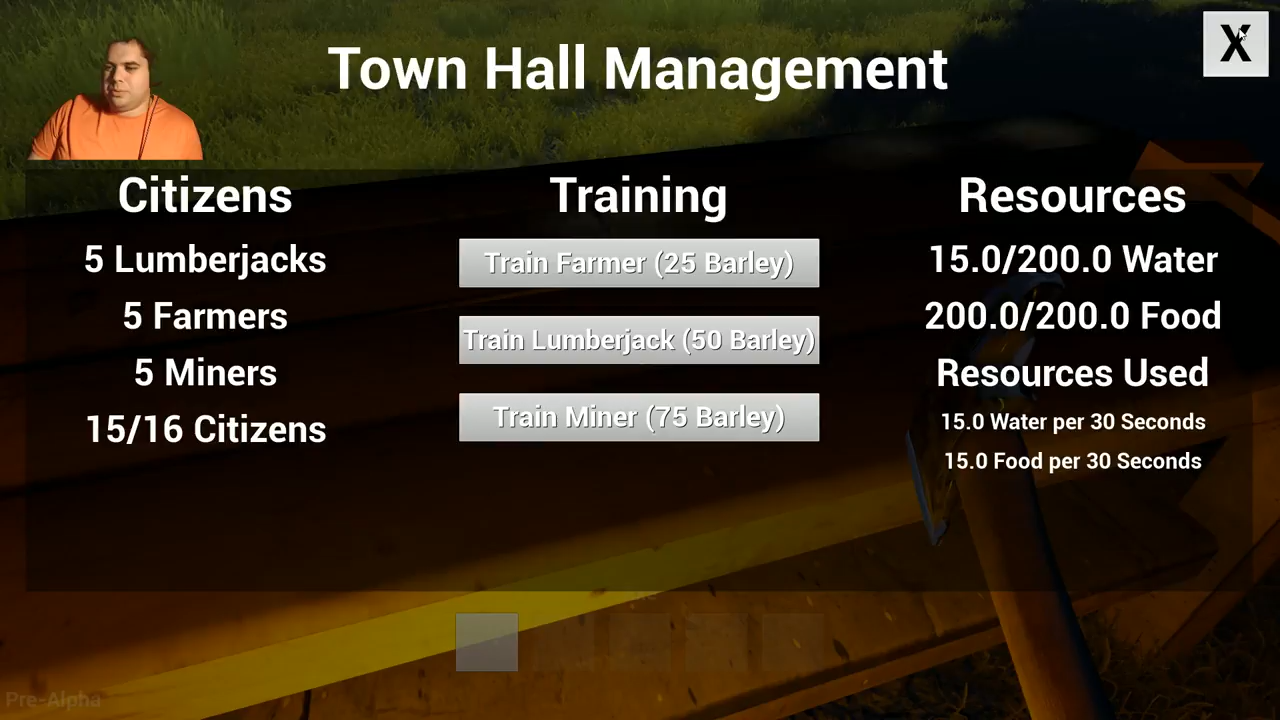 Town Hall Management
X
Citizens
5 Lumberjacks
5 Farmers
5 Miners
15/16 Citizens
Training
Train Farmer (25 Barley)
Train Lumberjack (50 Barley)
Train Miner (75 Barley)
Resources
15.0/200.0 Water
200.0/200.0 Food
Resources Used
15.0 Water per 30 Seconds
15.0 Food per 30 Seconds
Pre-Alpha